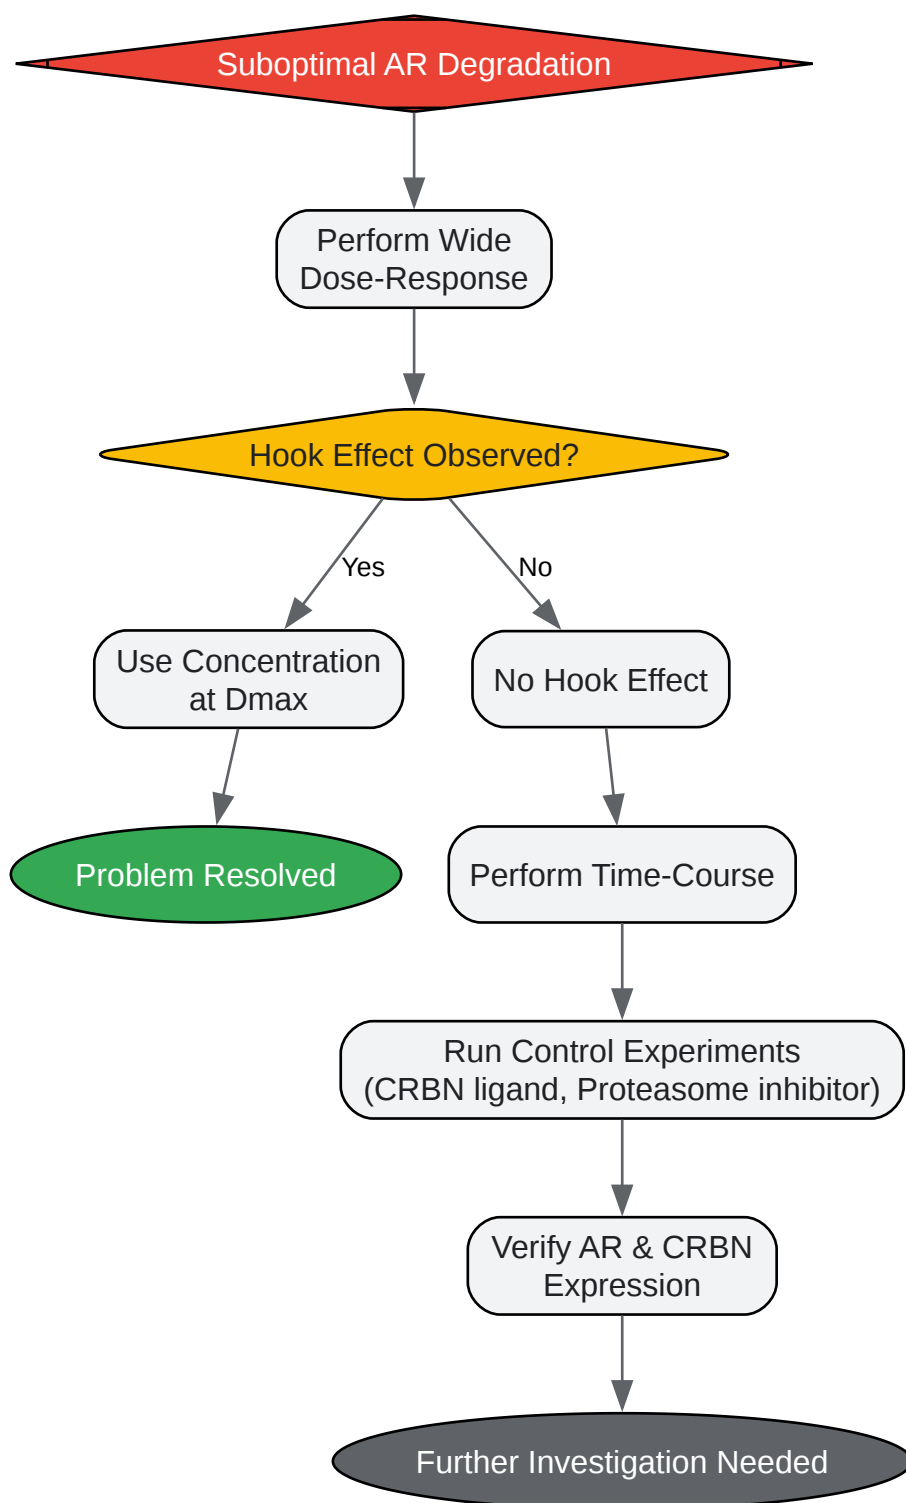 Suboptimal AR Degradation
Perform Wide
Dose-Response
Hook Effect Observed?
Yes
No
Use Concentration
at Dmax
No Hook Effect
Problem Resolved
Perform Time-Course
Run Control Experiments
(CRBN ligand, Proteasome inhibitor)
Verify AR & CRBN
Expression
Further Investigation Needed